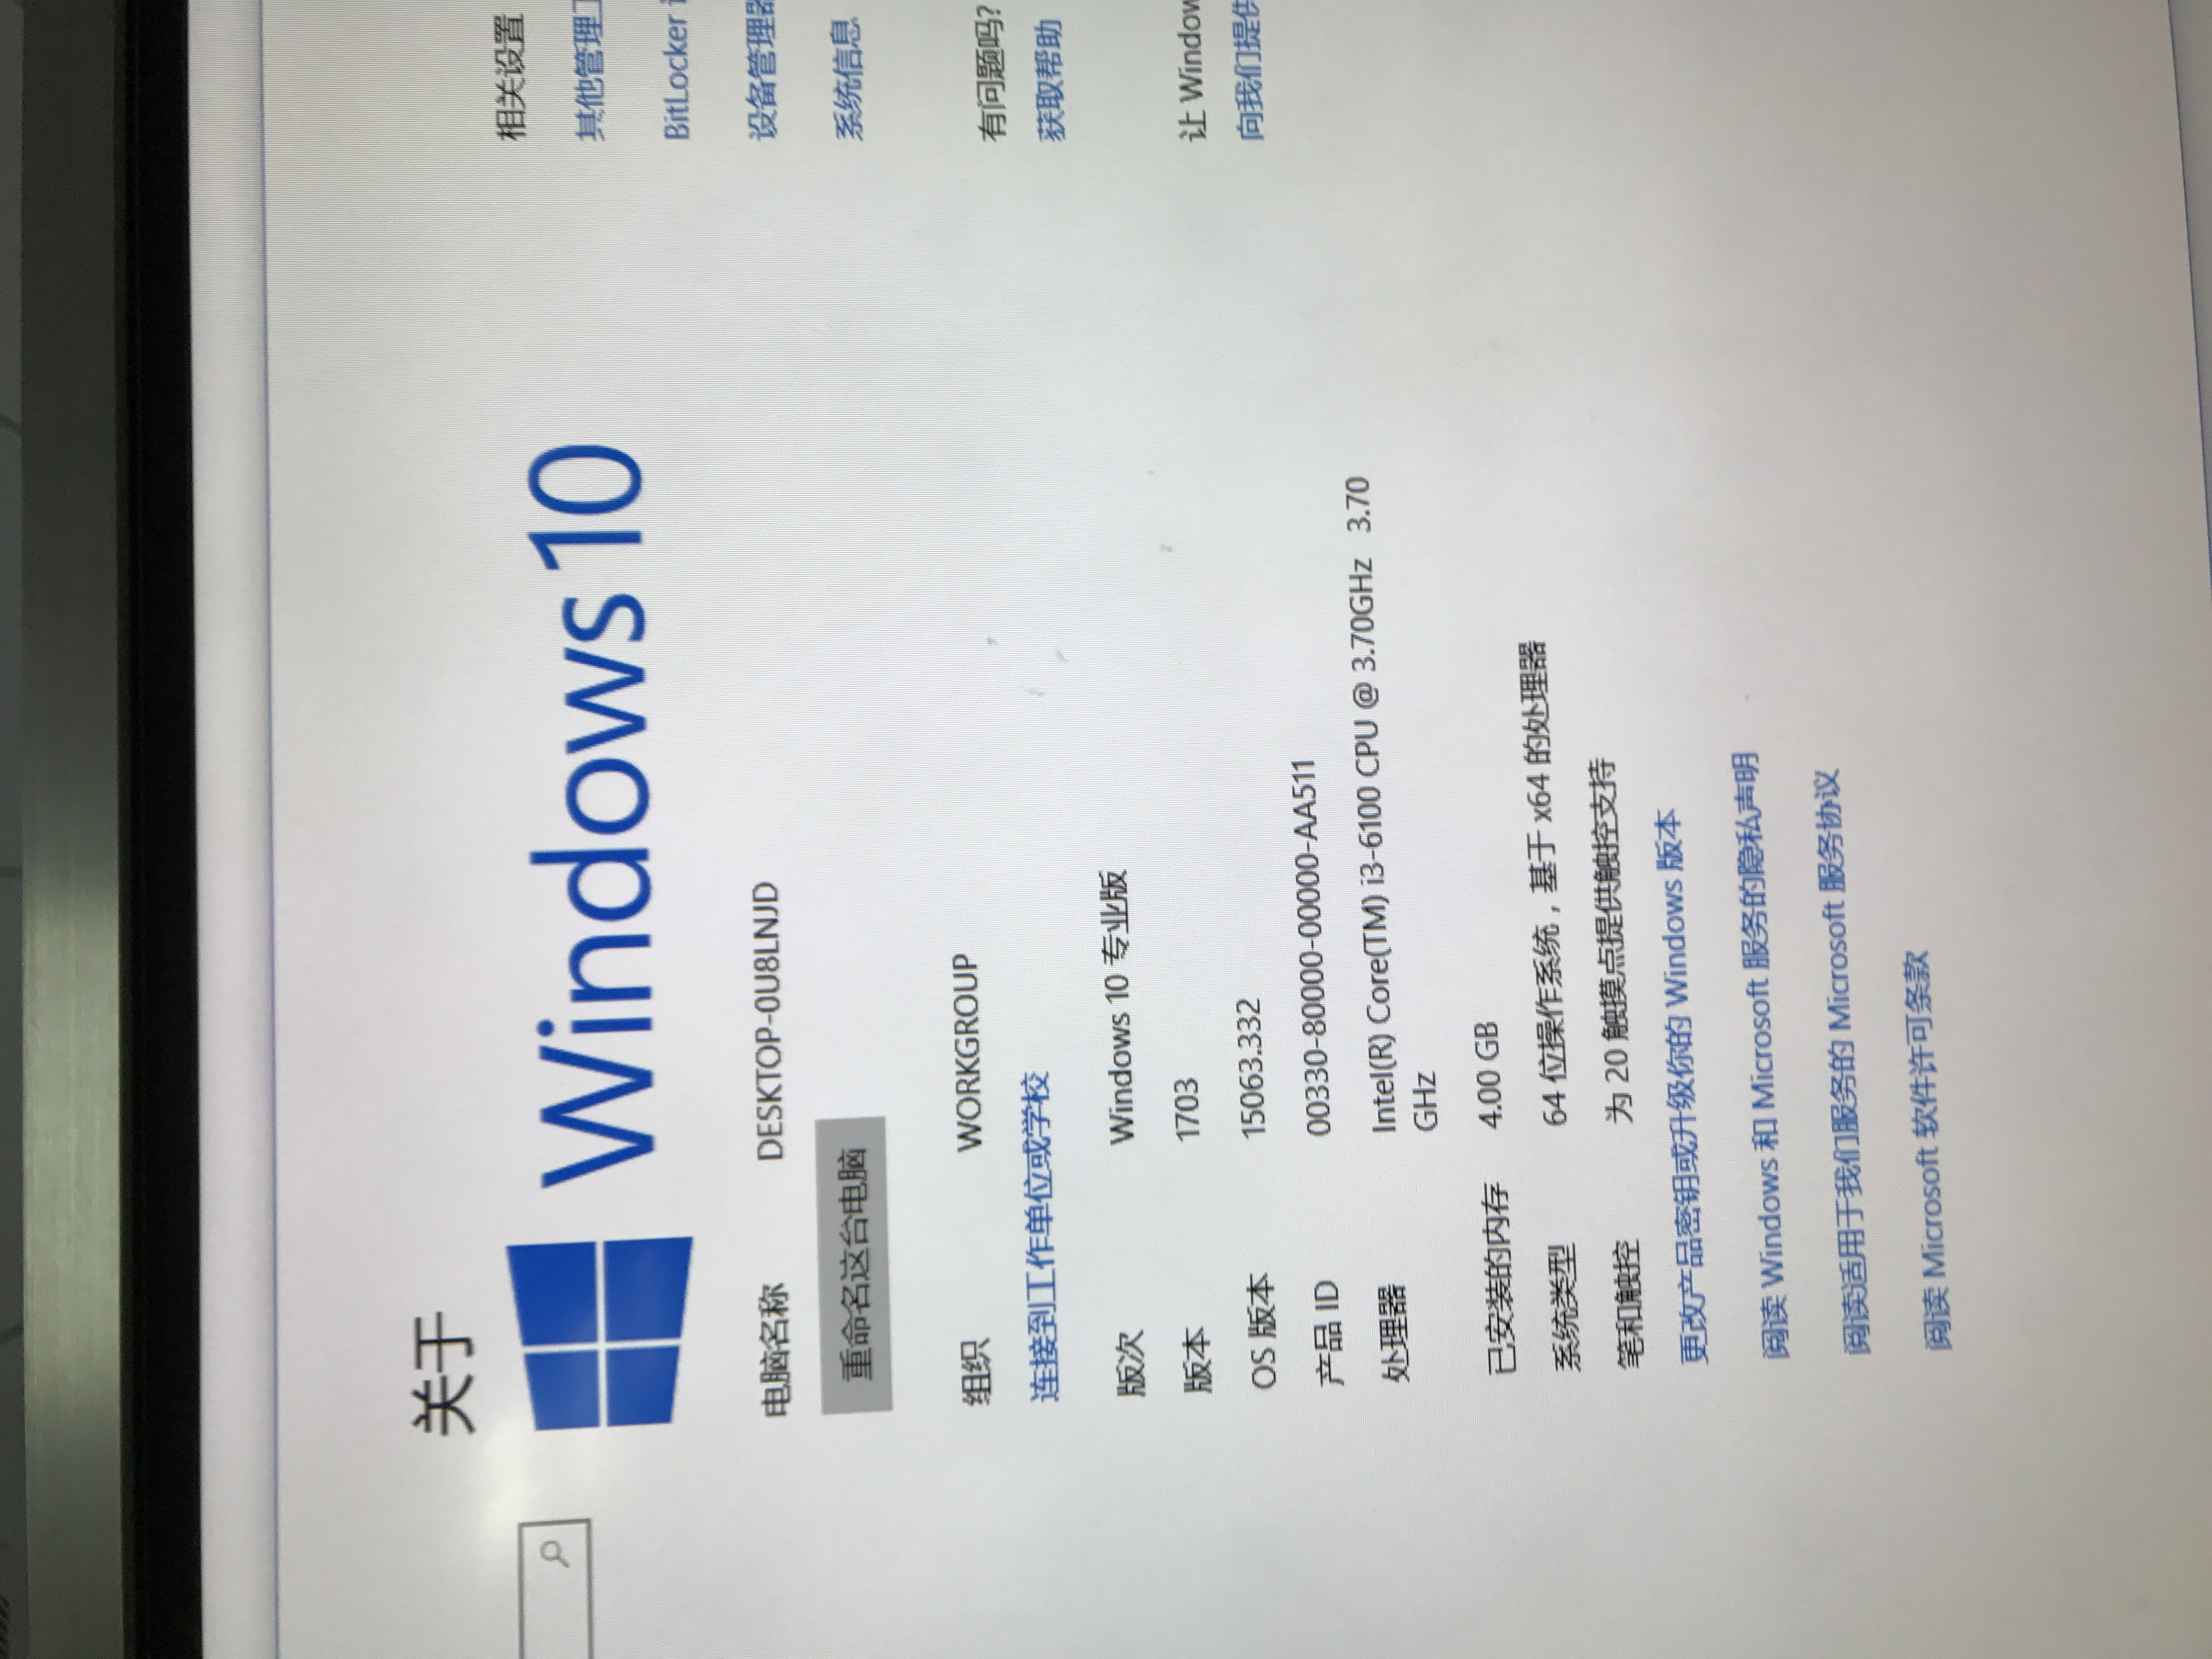 关于
Windows 10
电脑名称 DESKTOP-0U8LNJD
重命名这台电脑
组织 WORKGROUP
连接到工作单位或学校
版次 Windows 10 专业版
版本 1703
OS 版本 15063.332
产品 ID 00330-80000-00000-AA511
处理器 Intel(R) Core(TM) i3-6100 CPU @ 3.70GHz 3.70
GHz
已安装的内存 4.00 GB
系统类型 64 位操作系统，基于 x64 的处理器
笔和触控 为 20 触摸点提供触控支持
更改产品密钥或升级你的 Windows 版本
阅读 Windows 和 Microsoft 服务的隐私声明
阅读适用于我们服务的 Microsoft 服务协议
阅读 Microsoft 软件许可条款
相关设置
其他管理
BitLocker
设备管理器
系统信息
有问题吗?
获取帮助
让 Window
向我们提供